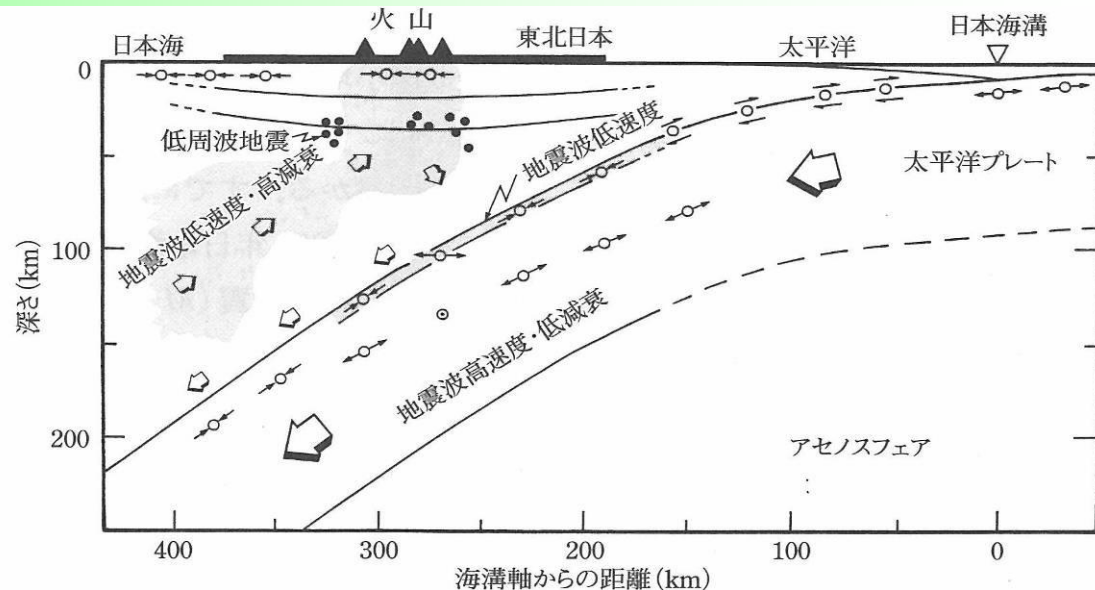 火山
日本海溝
日本海
東北日本
太平洋
0
低周波地震
地震波低速度
太平洋プレート
地震波低速度・高減衰
100
深さ(km)
地震波高速度・低減衰
200
アセノスフェア
400
300
200
100
0
海溝軸からの距離(km)